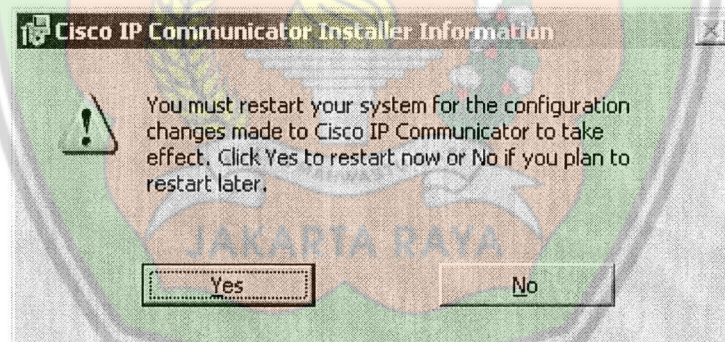 Cisco IP Communicator Installer Information
You must restart your system for the configuration
changes made to Cisco IP Communicator to take
effect. Click Yes to restart now or No if you plan to
restart later.
JAKARTA RAYA
Yes
No